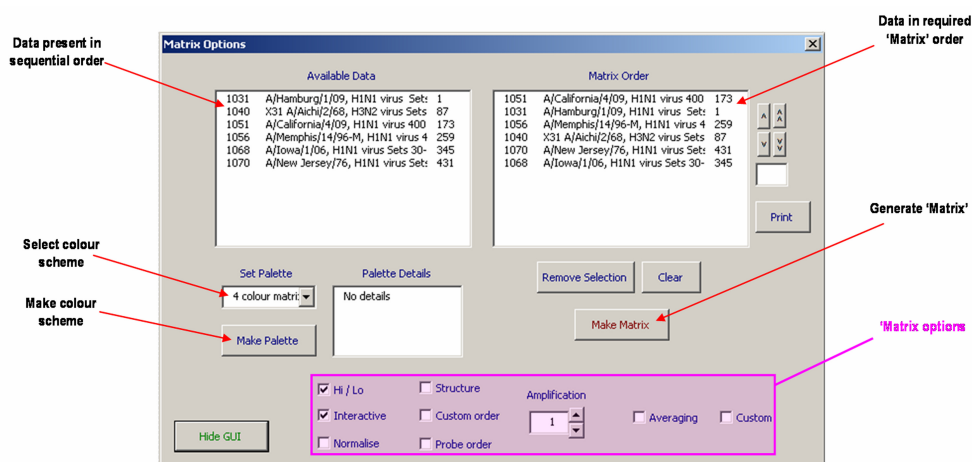 Data in required
'Matrix' order
Data present in
sequential order
Matrix Options
Available Data
Matrix Order
1031 A/Hamburg/1/09, H1N1 virus Sets 1
1040 X31 A/Aichi/2/68, H3N2 virus Sets 87
1051 A/California/4/09, H1N1 virus 400 173
1056 A/Memphis/14/96-M, H1N1 virus 4 259
1068 A/Iowa/1/06, H1N1 virus Sets 30- 345
1070 A/New Jersey/76, H1N1 virus Sets 431
1051 A/California/4/09, H1N1 virus 400 173
1031 A/Hamburg/1/09, H1N1 virus Sets 1
1056 A/Memphis/14/96-M, H1N1 virus 4 259
1040 X31 A/Aichi/2/68, H3N2 virus Sets 87
1070 A/New Jersey/76, H1N1 virus Sets 431
1068 A/Iowa/1/06, H1N1 virus Sets 30- 345
Print
Generate 'Matrix'
Select colour
scheme
Set Palette
Palette Details
4 colour matri
No details
Remove Selection
Clear
Make colour
scheme
Make Palette
Make Matrix
'Matrix options
Hi / Lo
Structure
Amplification
Interactive
Custom order
1
Averaging
Custom
Normalise
Probe order
Hide GUI